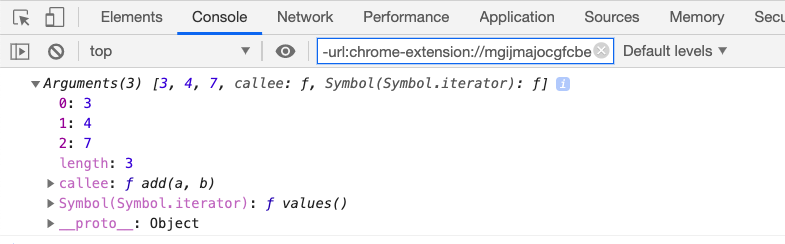 Elements Console Network Performance Application Sources Memory Secu
top -url:chrome-extension://mgijmajocgfcbe Default levels ▼
Arguments(3) [3, 4, 7, callee: ƒ, Symbol(Symbol.iterator): ƒ] i
0: 3
1: 4
2: 7
length: 3
callee: ƒ add(a, b)
Symbol(Symbol.iterator): ƒ values()
__proto__: Object